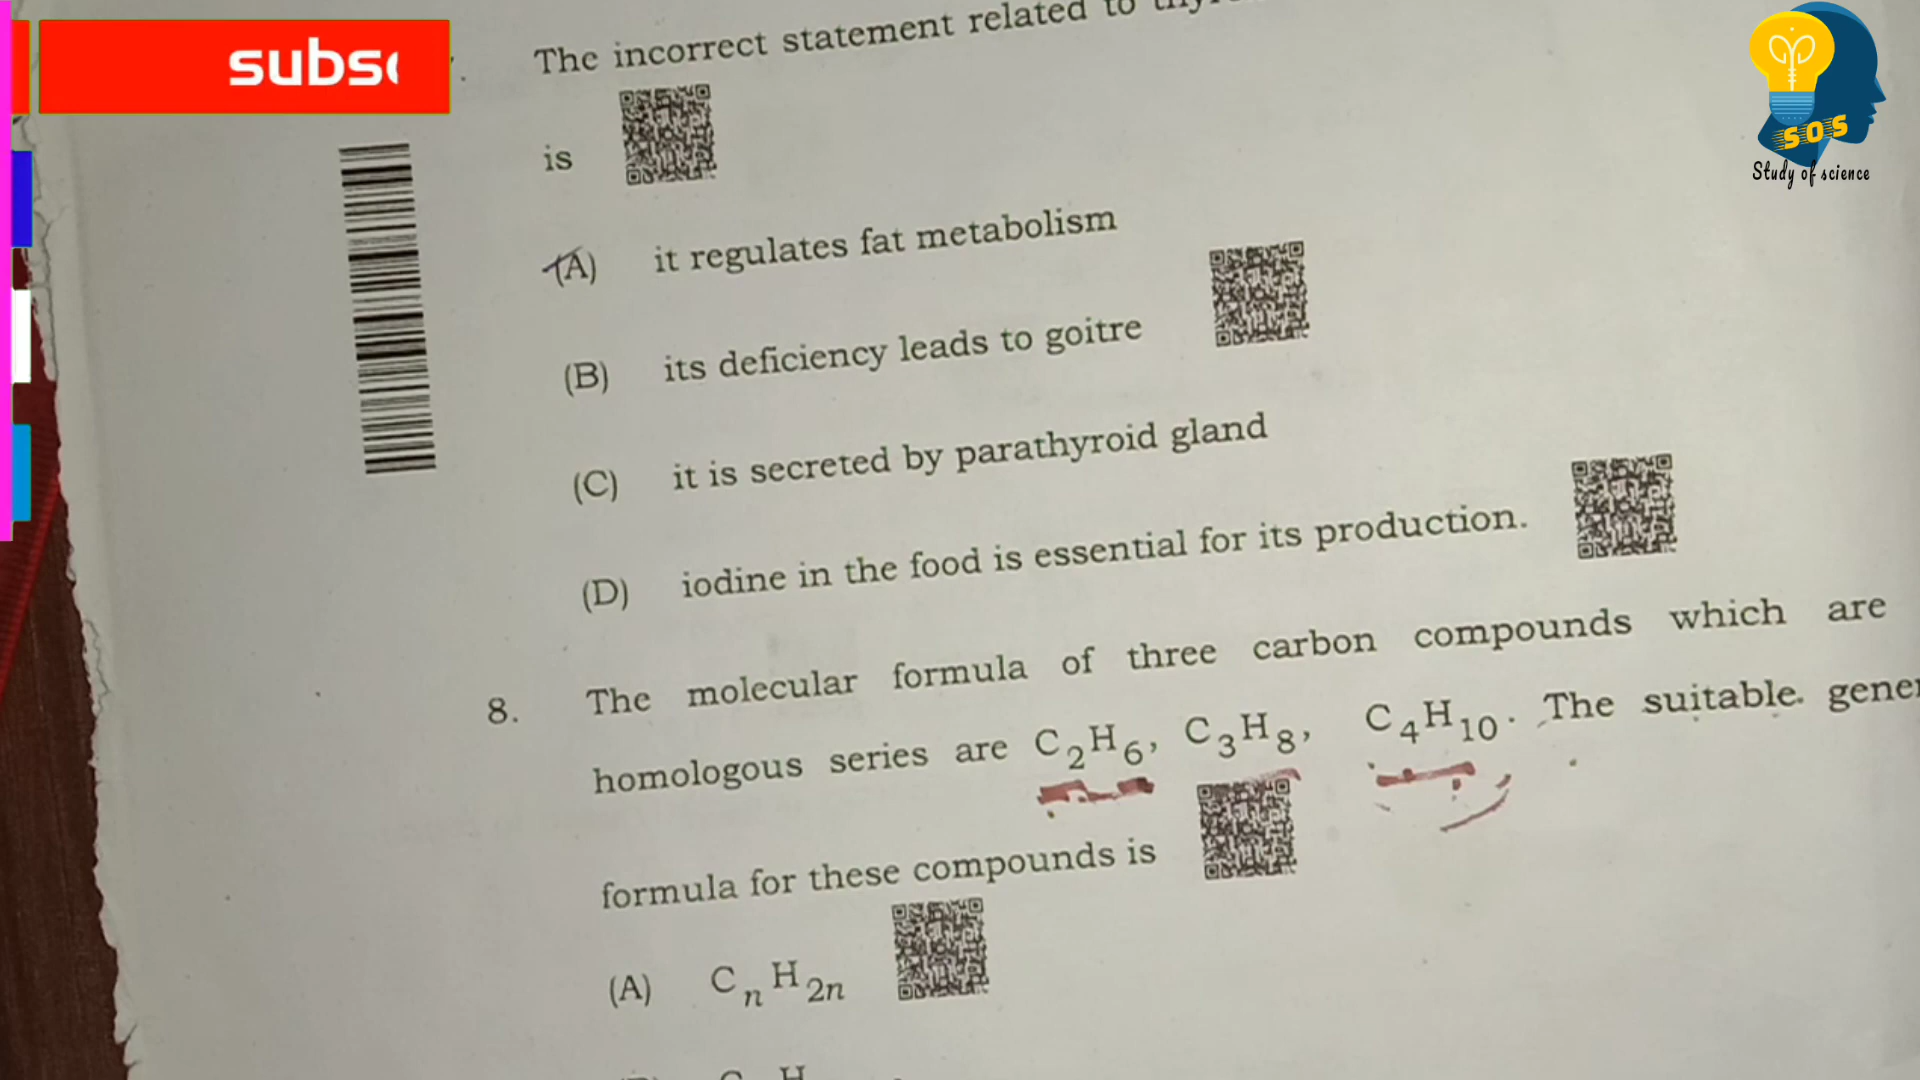 subs
The incorrect statement related to
is
(A) it regulates fat metabolism
(B) its deficiency leads to goitre
(C) it is secreted by parathyroid gland
(D) iodine in the food is essential for its production.
8. The molecular formula of three carbon compounds which are
homologous series are C₂H₆, C₃H₈, C₄H₁₀. The suitable gener
formula for these compounds is
(A) CₙH₂ₙ
SOS
Study of science